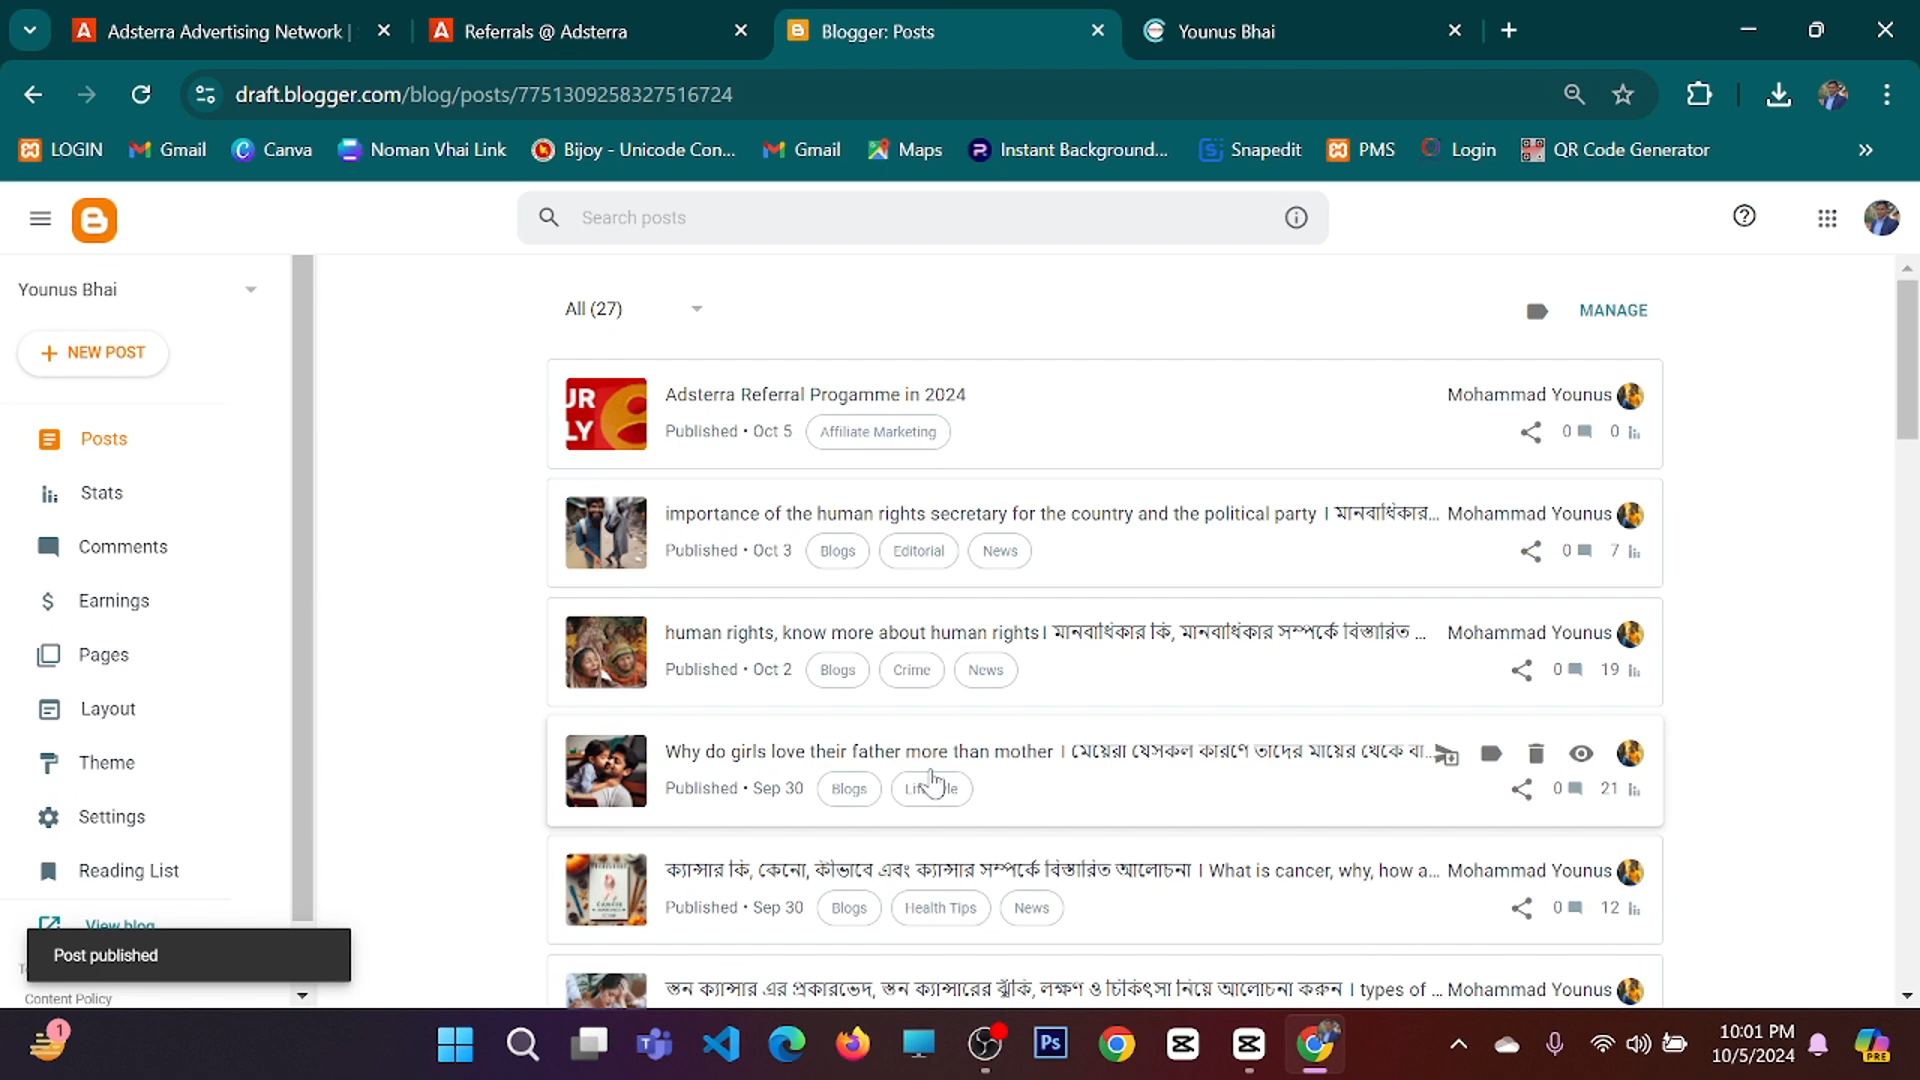 Adsterra Advertising Network |
Referrals @ Adsterra
Blogger: Posts
Younus Bhai
draft.blogger.com/blog/posts/7751309258327516724
LOGIN
Gmail
Canva
Noman Vhai Link
Bijoy - Unicode Con...
Gmail
Maps
Instant Background...
Snapedit
PMS
Login
QR Code Generator
Search posts
Younus Bhai
NEW POST
Posts
Stats
Comments
Earnings
Pages
Layout
Theme
Settings
Reading List
View blog
Post published
Content Policy
All (27)
MANAGE
UR
LY
Adsterra Referral Progamme in 2024
Mohammad Younus
Published • Oct 5
Affiliate Marketing
0
0
importance of the human rights secretary for the country and the political party । মানবাধিকার...
Mohammad Younus
Published • Oct 3
Blogs
Editorial
News
0
7
human rights, know more about human rights। মানবাধিকার কি, মানবাধিকার সম্পর্কে বিস্তারিত ...
Mohammad Younus
Published • Oct 2
Blogs
Crime
News
0
19
Why do girls love their father more than mother । মেয়েরা যেসকল কারণে তাদের মায়ের থেকে বা...
Published • Sep 30
Blogs
0
21
ক্যান্সার কি, কেনো, কীভাবে এবং ক্যান্সার সম্পর্কে বিস্তারিত আলোচনা । What is cancer, why, how a...
Mohammad Younus
Published • Sep 30
Blogs
Health Tips
News
0
12
স্তন ক্যান্সার এর প্রকারভেদ, স্তন ক্যান্সারের ঝুঁকি, লক্ষণ ও চিকিৎসা নিয়ে আলোচনা করুন । types of ...
Mohammad Younus
1
Ps
PRE
10:01 PM
10/5/2024